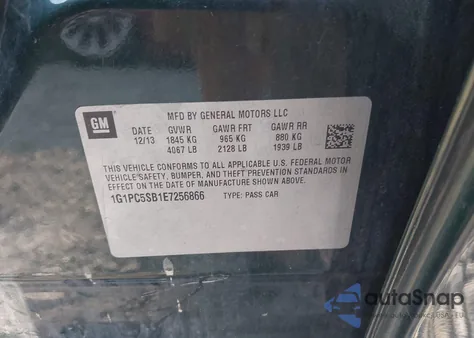 MFD BY GENERAL MOTORS LLC
GM
DATE GVWR GAWR FRT GAWR RR
12/13 1845 KG 965 KG 880 KG
4067 LB 2128 LB 1939 LB
THIS VEHICLE CONFORMS TO ALL APPLICABLE U.S. FEDERAL MOTOR
VEHICLE SAFETY, BUMPER, AND THEFT PREVENTION STANDARDS
IN EFFECT ON THE DATE OF MANUFACTURE SHOWN ABOVE.
1G1PC5SB1E7256866 TYPE: PASS CAR
autoSnap